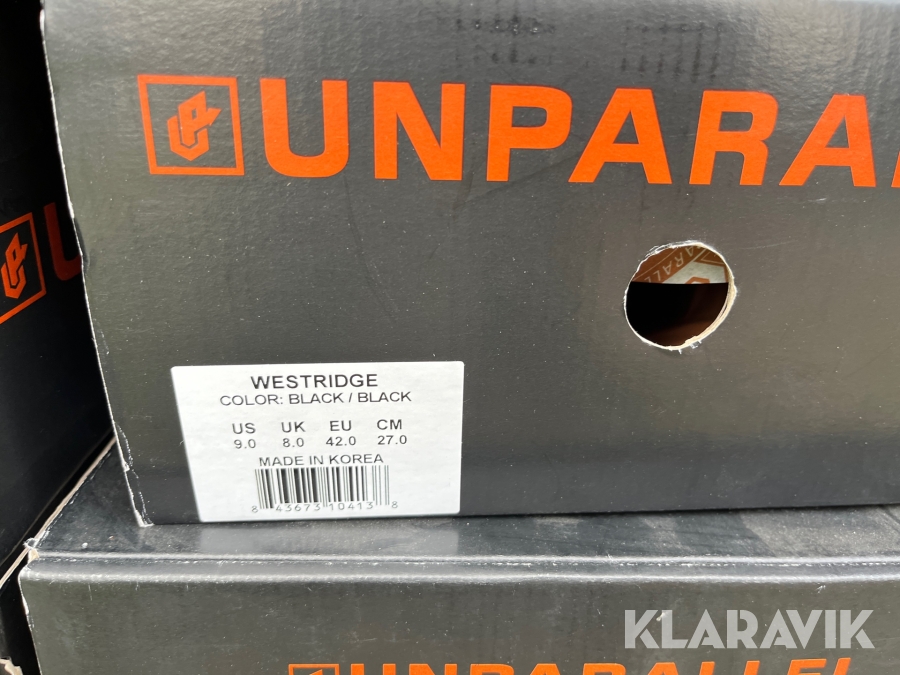 UNPARAL
WESTRIDGE
COLOR: BLACK / BLACK
US UK EU CM
9.0 8.0 42.0 27.0
MADE IN KOREA
8 43673 10413 8
PARALLEL
U
KLARAVIK
UNPARALLEL